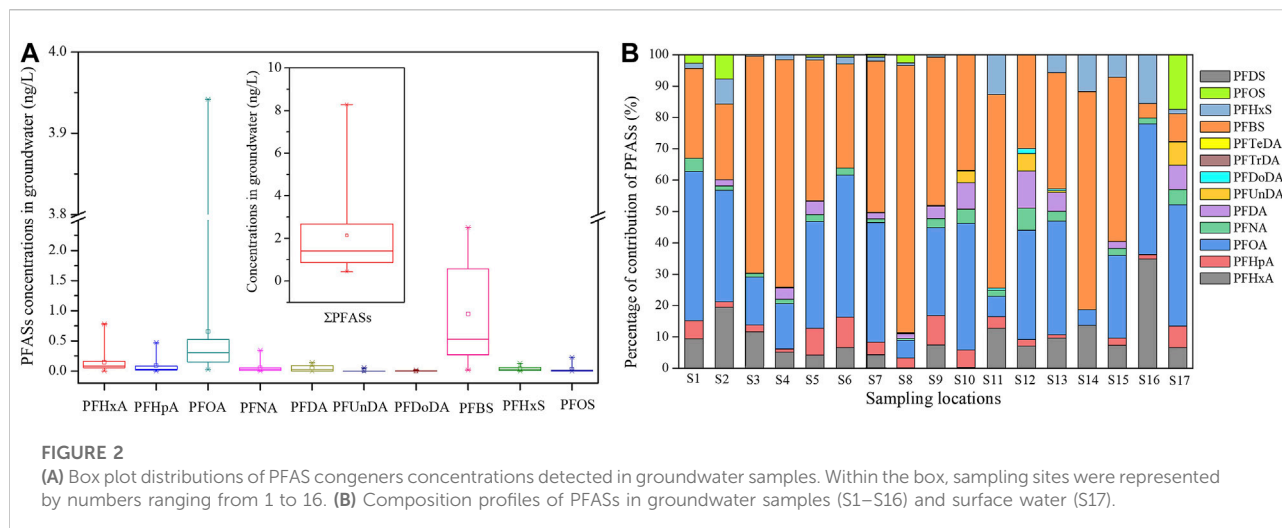 A
B
4.0
3.9
3.8
2.0
1.5
1.0
0.5
0.0
PFASs concentrations in groundwater (ng/L)
10
8
6
4
2
0
Concentrations in groundwater (ng/L)
ΣPFASs
PFHxA PFHpA PFOA PFNA PFDA PFUnDA PFDoDA PFBS PFHxS PFOS
100
90
80
70
60
50
40
30
20
10
0
Percentage of contribution of PFASs (%)
S1 S2 S3 S4 S5 S6 S7 S8 S9 S10 S11 S12 S13 S14 S15 S16 S17
Sampling locations
PFDS
PFOS
PFHxS
PFBS
PFTeDA
PFTrDA
PFDoDA
PFUnDA
PFDA
PFNA
PFOA
PFHpA
PFHxA
FIGURE 2
(A) Box plot distributions of PFAS congeners concentrations detected in groundwater samples. Within the box, sampling sites were represented
by numbers ranging from 1 to 16. (B) Composition profiles of PFASs in groundwater samples (S1–S16) and surface water (S17).